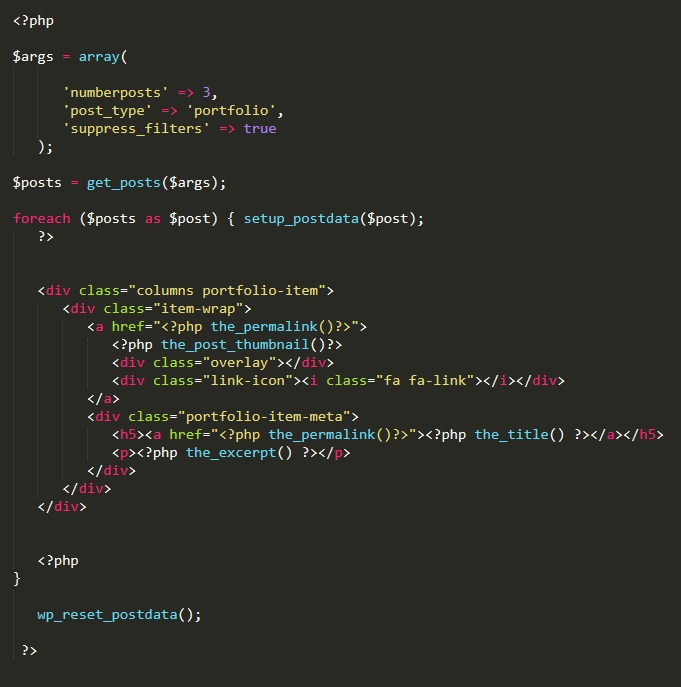 <?php
$args = array(
'numberposts' => 3,
'post_type' => 'portfolio',
'suppress_filters' => true
);
$posts = get_posts($args);
foreach ($posts as $post) { setup_postdata($post);
?>
<div class="columns portfolio-item">
<div class="item-wrap">
<a href="<?php the_permalink()?>">
<?php the_post_thumbnail()?>
<div class="overlay"></div>
<div class="link-icon"><i class="fa fa-link"></i></div>
</a>
<div class="portfolio-item-meta">
<h5><a href="<?php the_permalink()?>"><?php the_title() ?></a></h5>
<p><?php the_excerpt() ?></p>
</div>
</div>
</div>
<?php
}
wp_reset_postdata();
?>